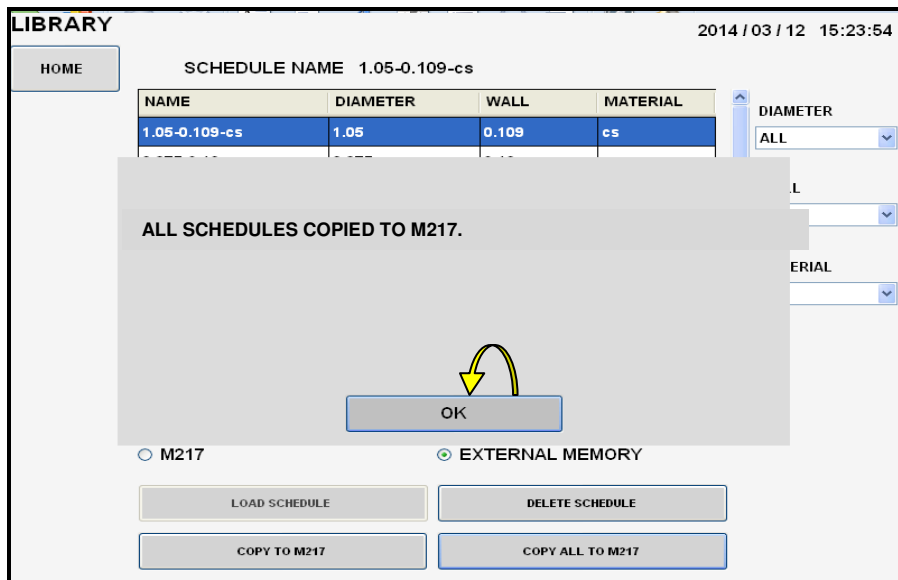 LIBRARY
2014 / 03 / 12 15:23:54
HOME
SCHEDULE NAME 1.05-0.109-cs
NAME DIAMETER WALL MATERIAL
DIAMETER
1.05-0.109-cs 1.05 0.109 cs
ALL
ALL SCHEDULES COPIED TO M217.
OK
M217 EXTERNAL MEMORY
LOAD SCHEDULE DELETE SCHEDULE
COPY TO M217 COPY ALL TO M217